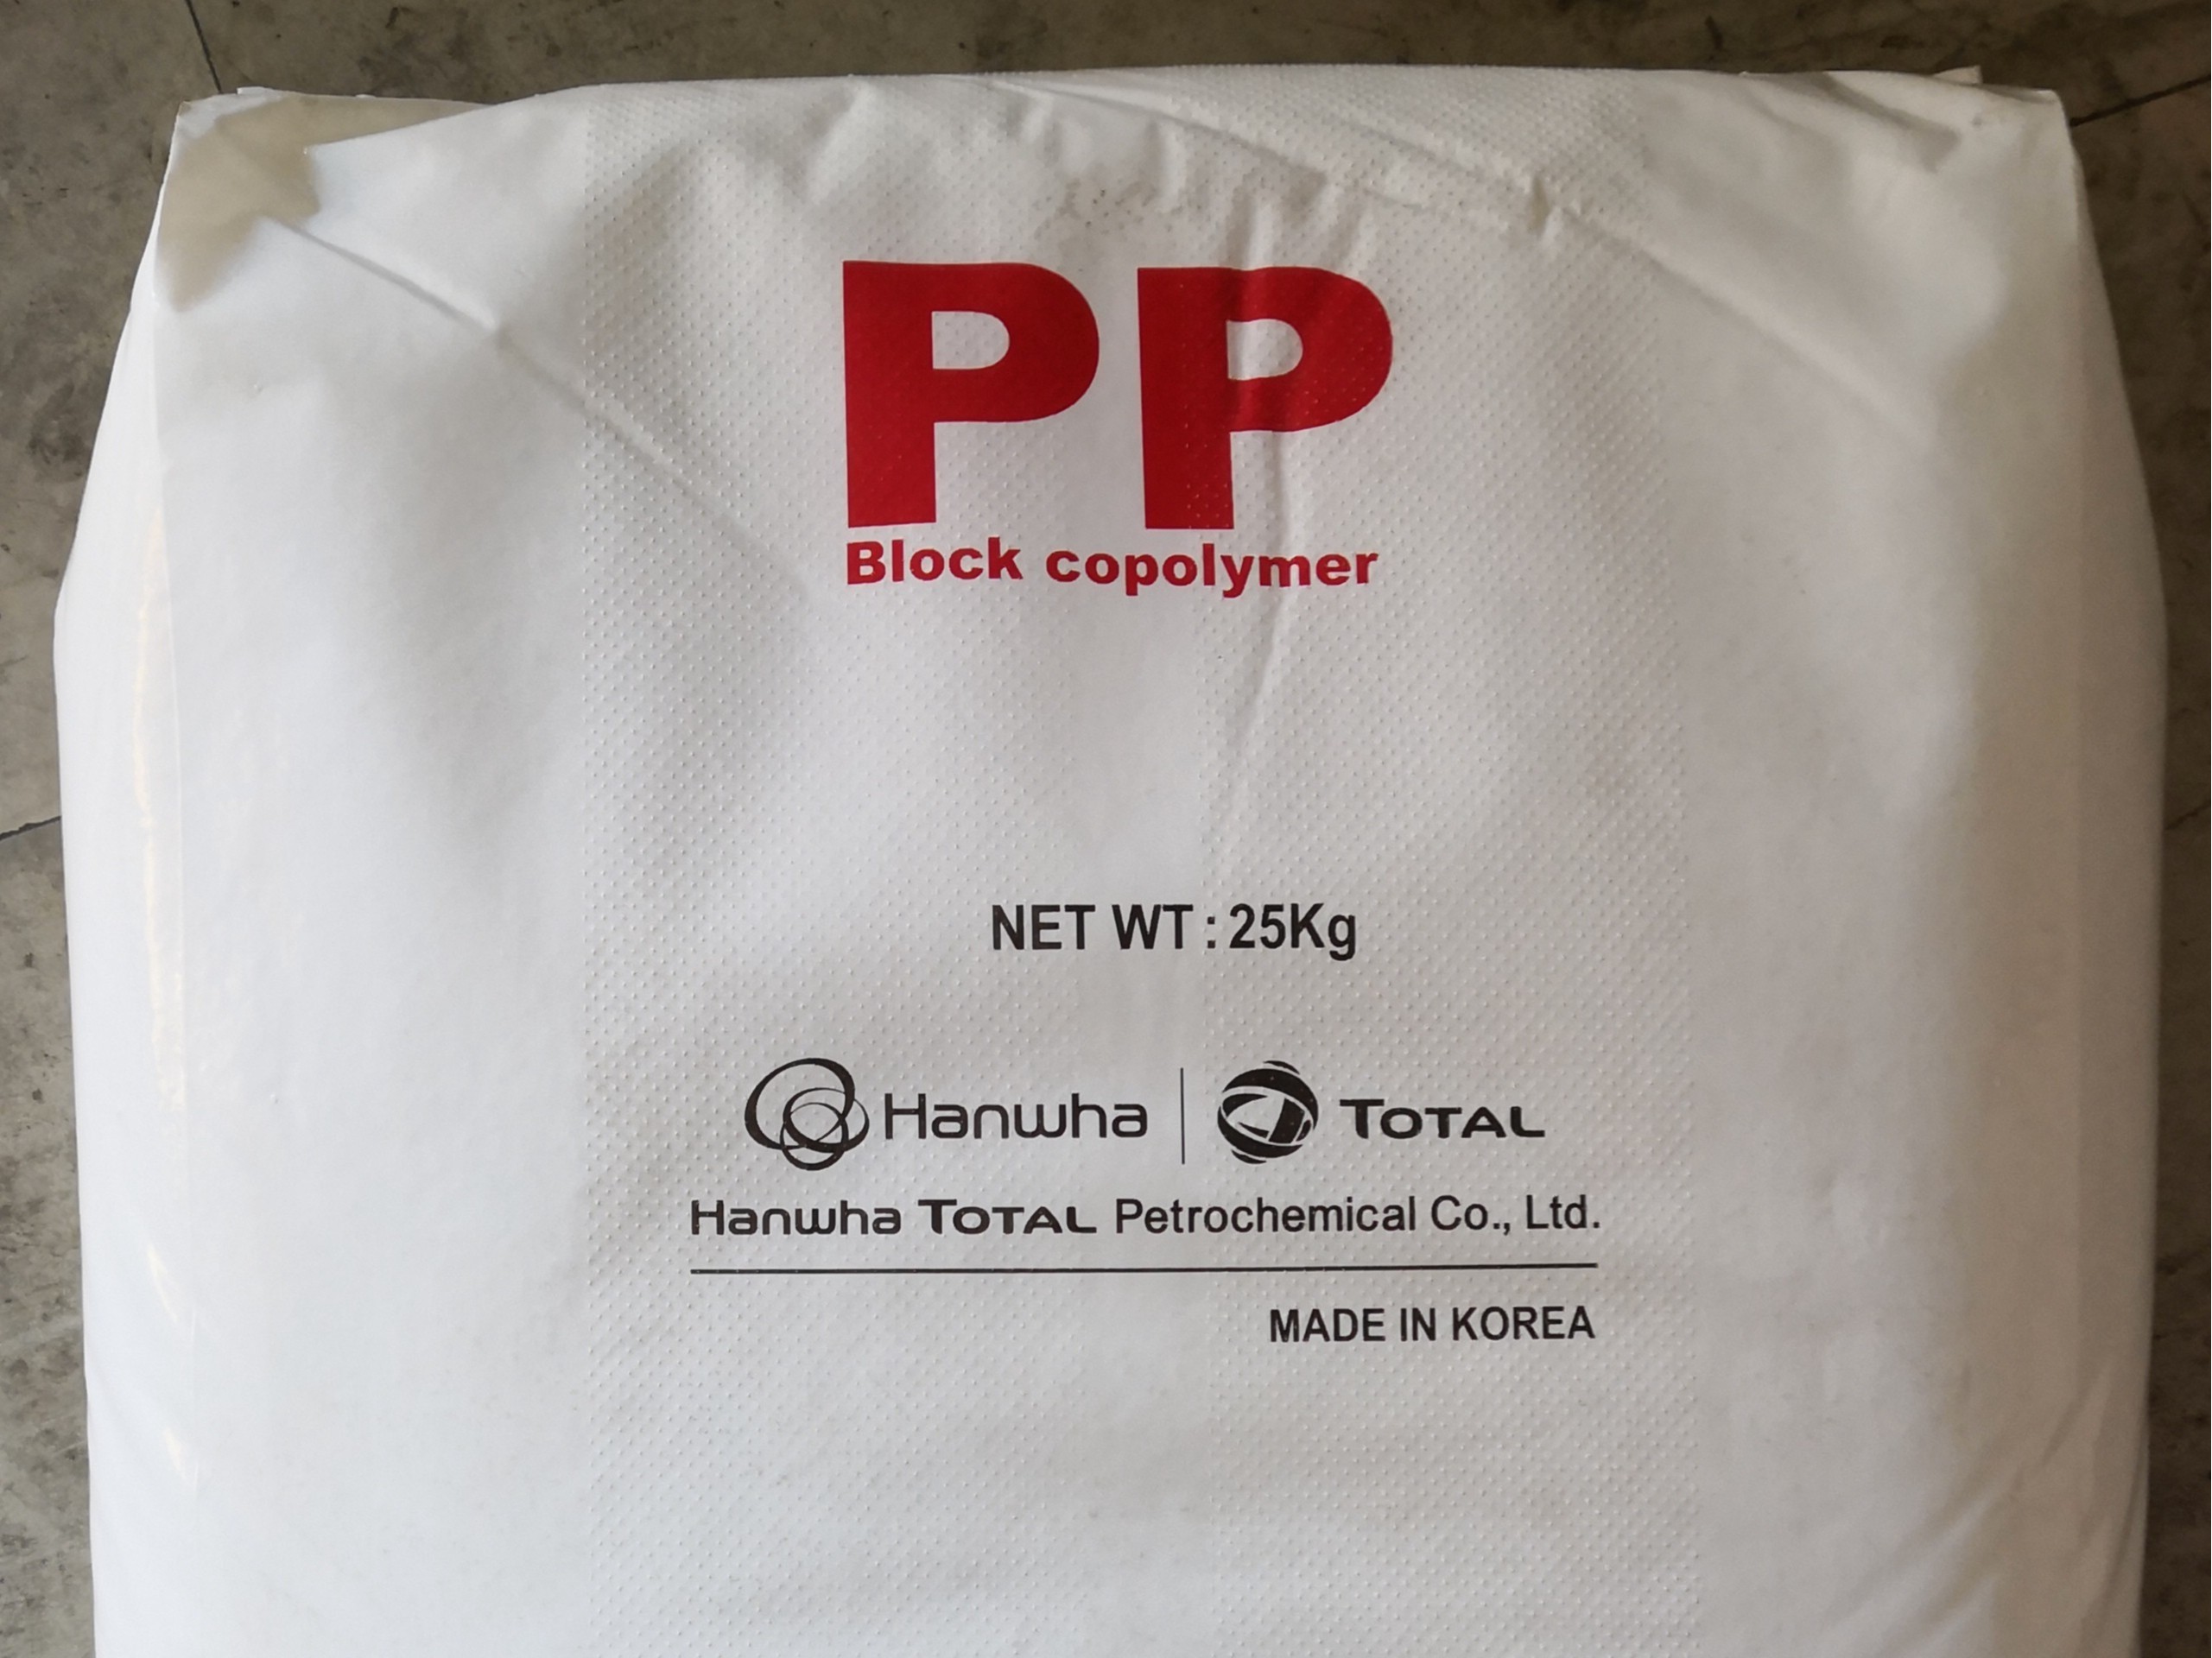 PP
Block copolymer
NET WT : 25Kg
Hanwha TOTAL
Hanwha TOTAL Petrochemical Co., Ltd.
MADE IN KOREA